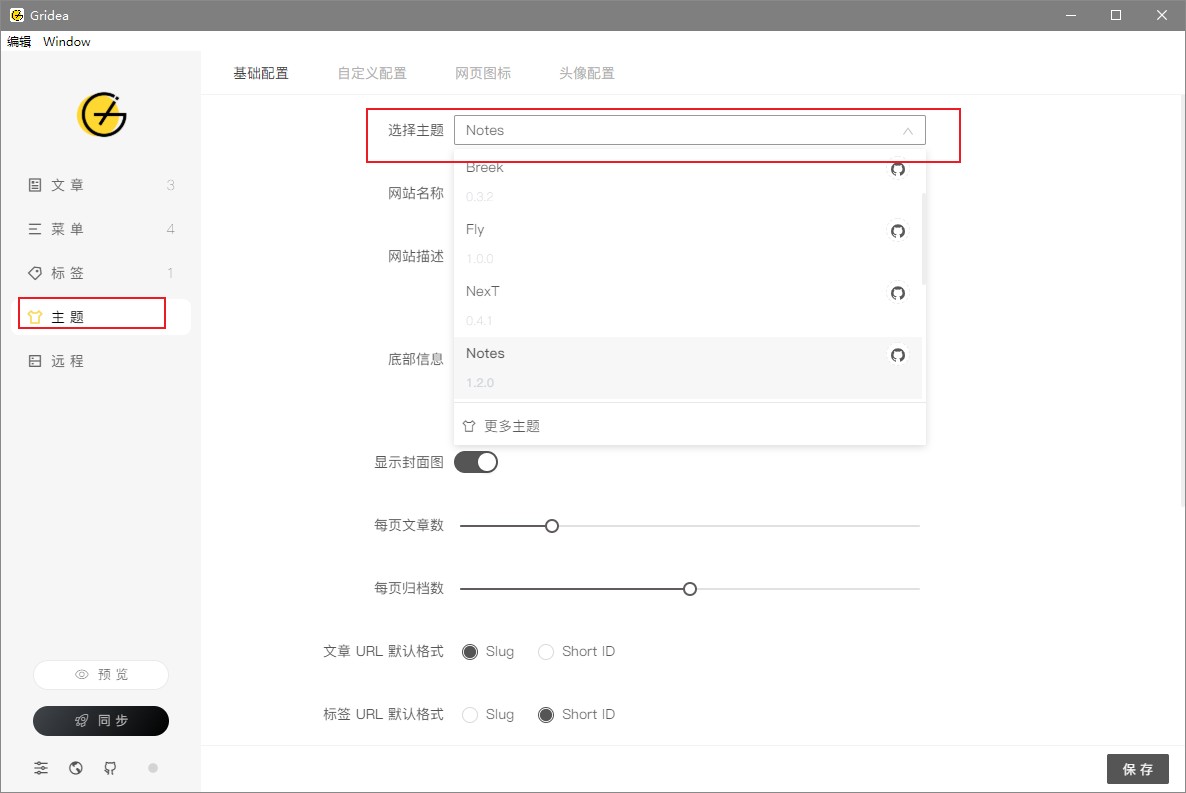 Gridea
编辑 Window
基础配置 自定义配置 网页图标 头像配置
文章 3
菜单 4
标签 1
主题
远程
预览
同步
选择主题 Notes
Breek
0.3.2
网站名称
Fly
1.0.0
网站描述
NexT
0.4.1
Notes
1.2.0
底部信息
更多主题
显示封面图
每页文章数
每页归档数
文章 URL 默认格式 Slug Short ID
标签 URL 默认格式 Slug Short ID
保存